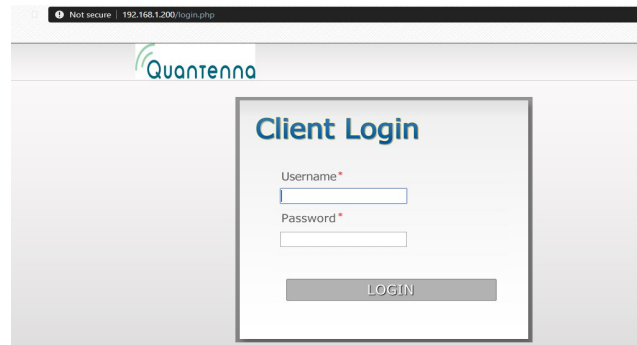 Not secure | 192.168.1.200/login.php
Quantenna
Client Login
Username*
Password*
LOGIN